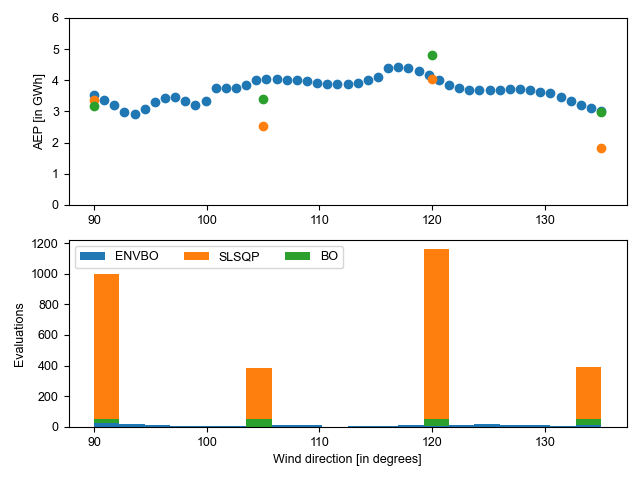 6
5
4
3
2
1
0
AEP [in GWh]
90 100 110 120 130
ENVBO SLSQP BO
1200
1000
800
600
400
200
0
Evaluations
90 100 110 120 130
Wind direction [in degrees]